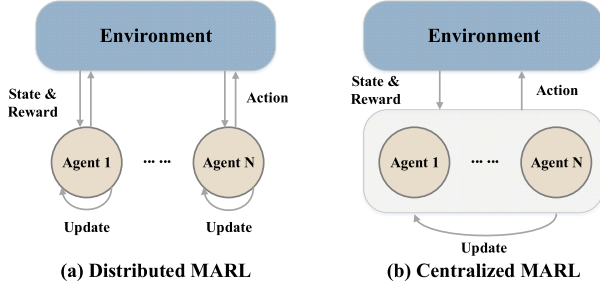 Environment
State &
Reward
Action
Agent 1
... ...
Agent N
Update
Update
(a) Distributed MARL
Environment
State &
Reward
Action
Agent 1
... ...
Agent N
Update
(b) Centralized MARL